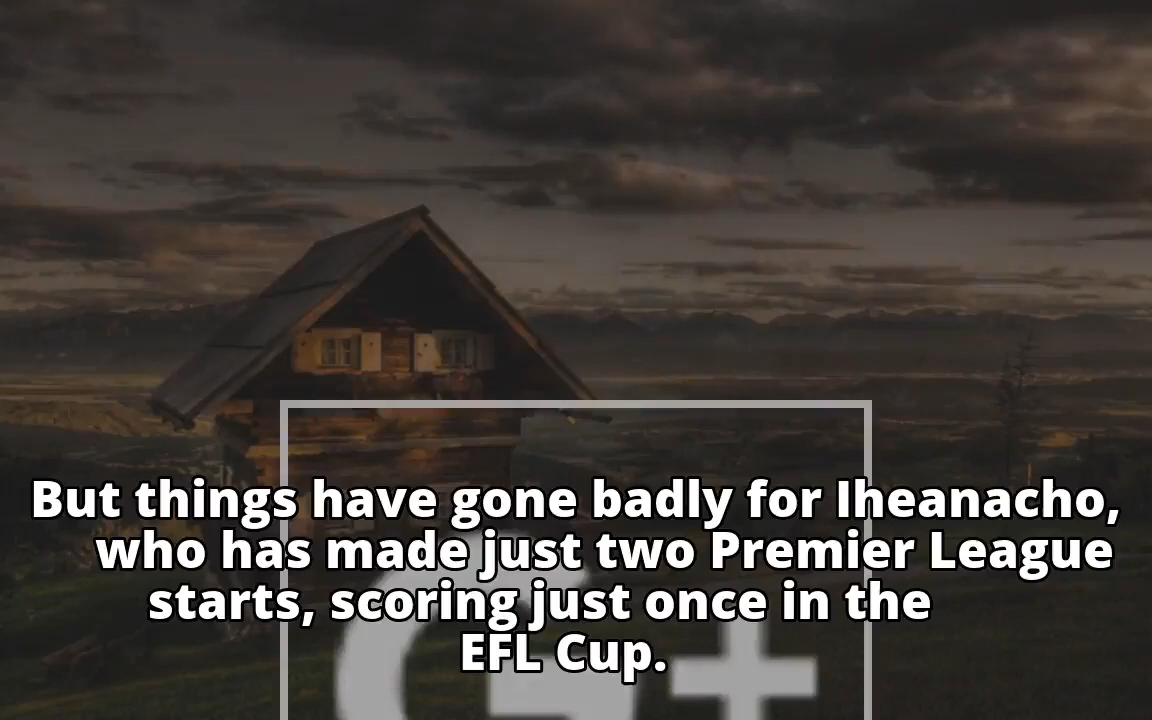 But things have gone badly for Iheanacho,
who has made just two Premier League
starts, scoring just once in the
EFL Cup.
G+